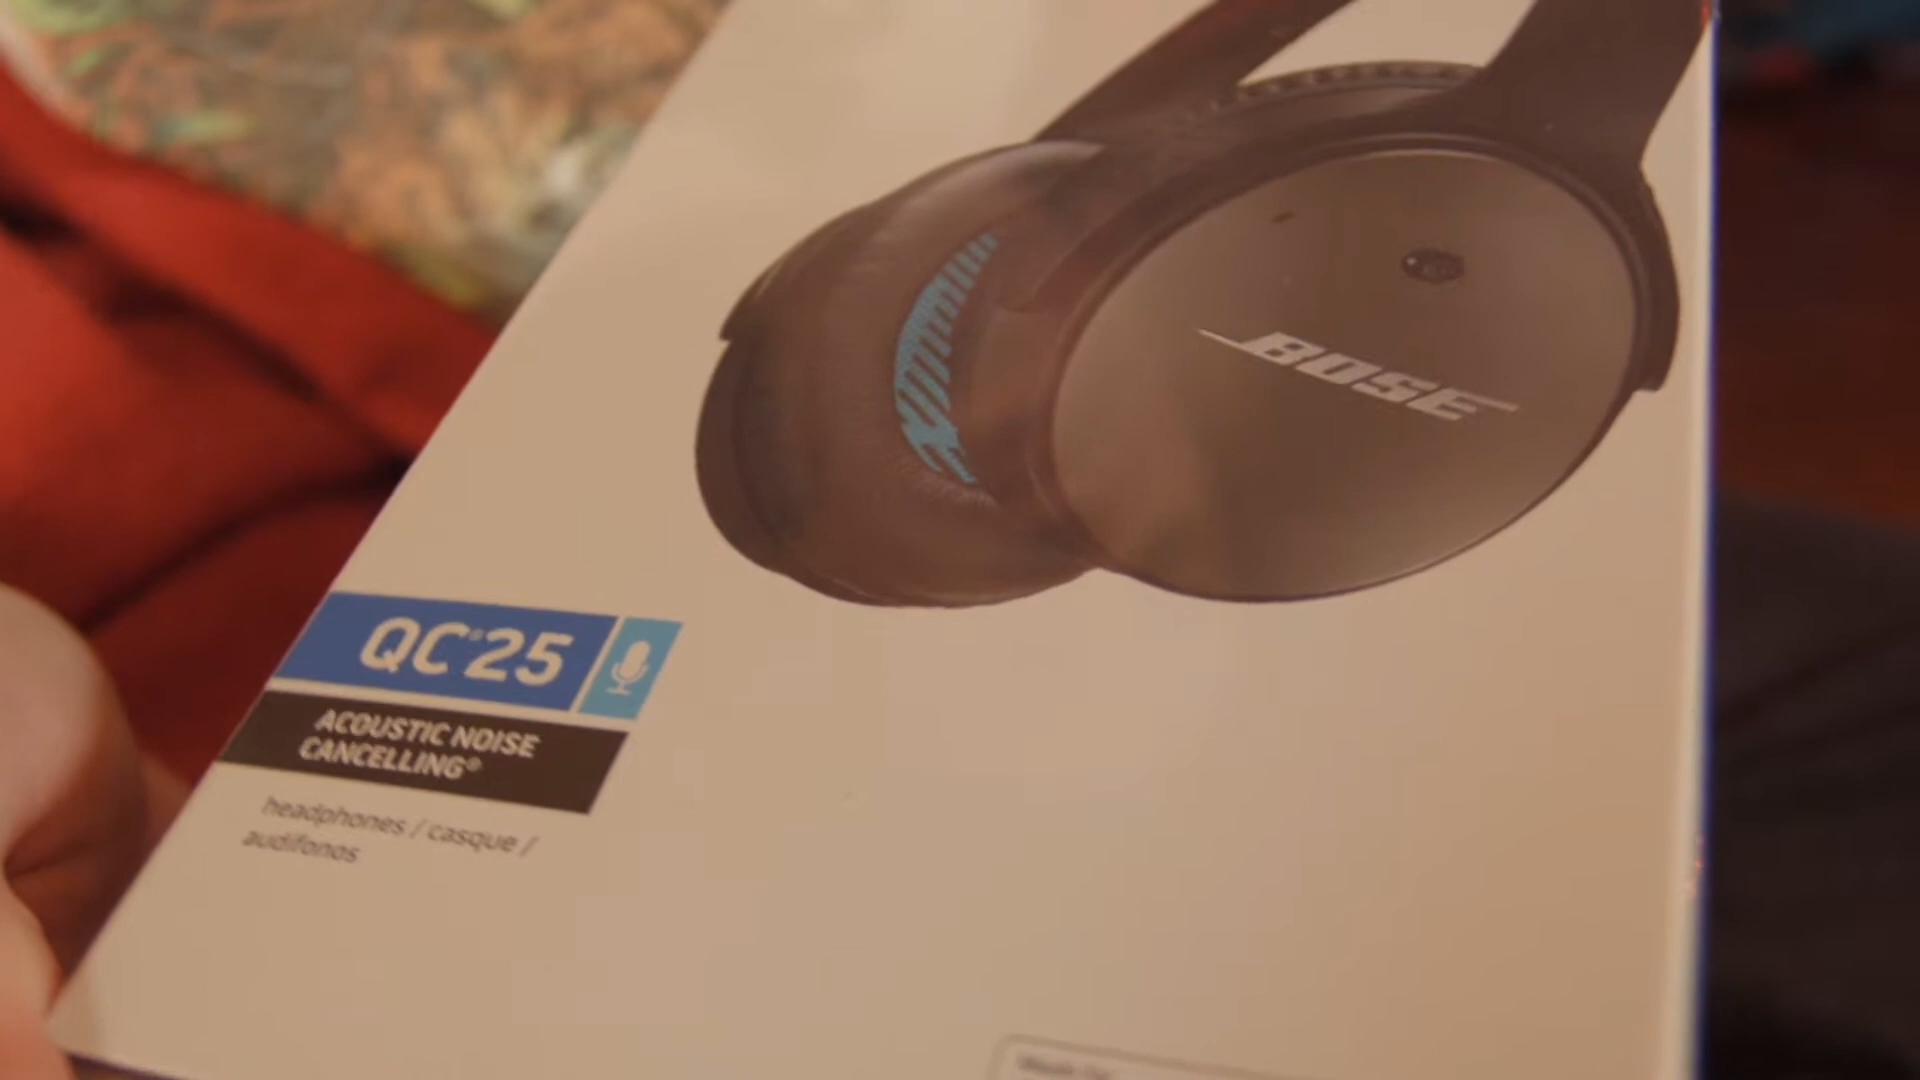 BOSE
QC®25
ACOUSTIC NOISE
CANCELLING®
headphones / casque /
audífonos